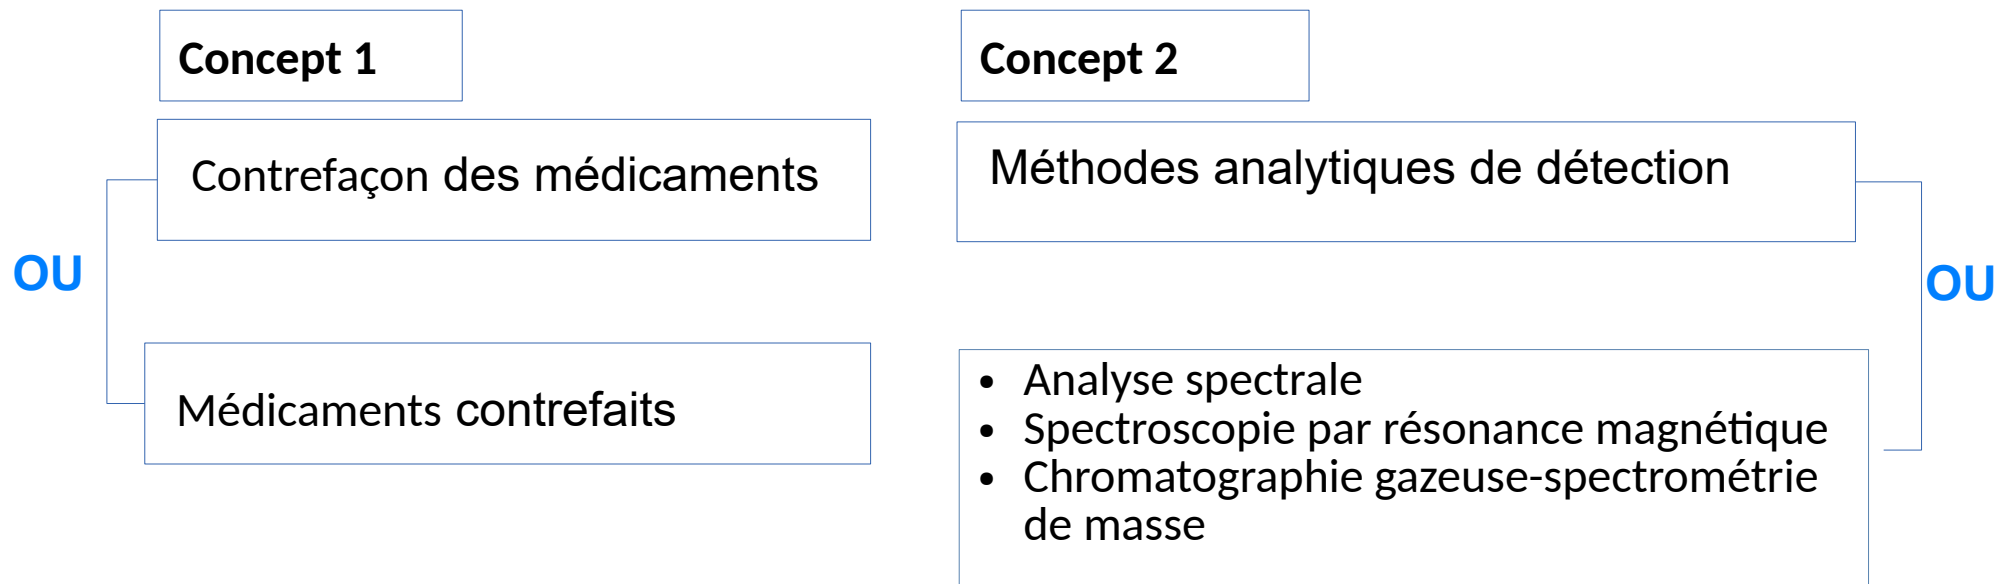 Concept 1
Concept 2
Contrefaçon des médicaments
Méthodes analytiques de détection
OU
OU
Médicaments contrefaits
• Analyse spectrale
• Spectroscopie par résonance magnétique
• Chromatographie gazeuse-spectrométrie
de masse